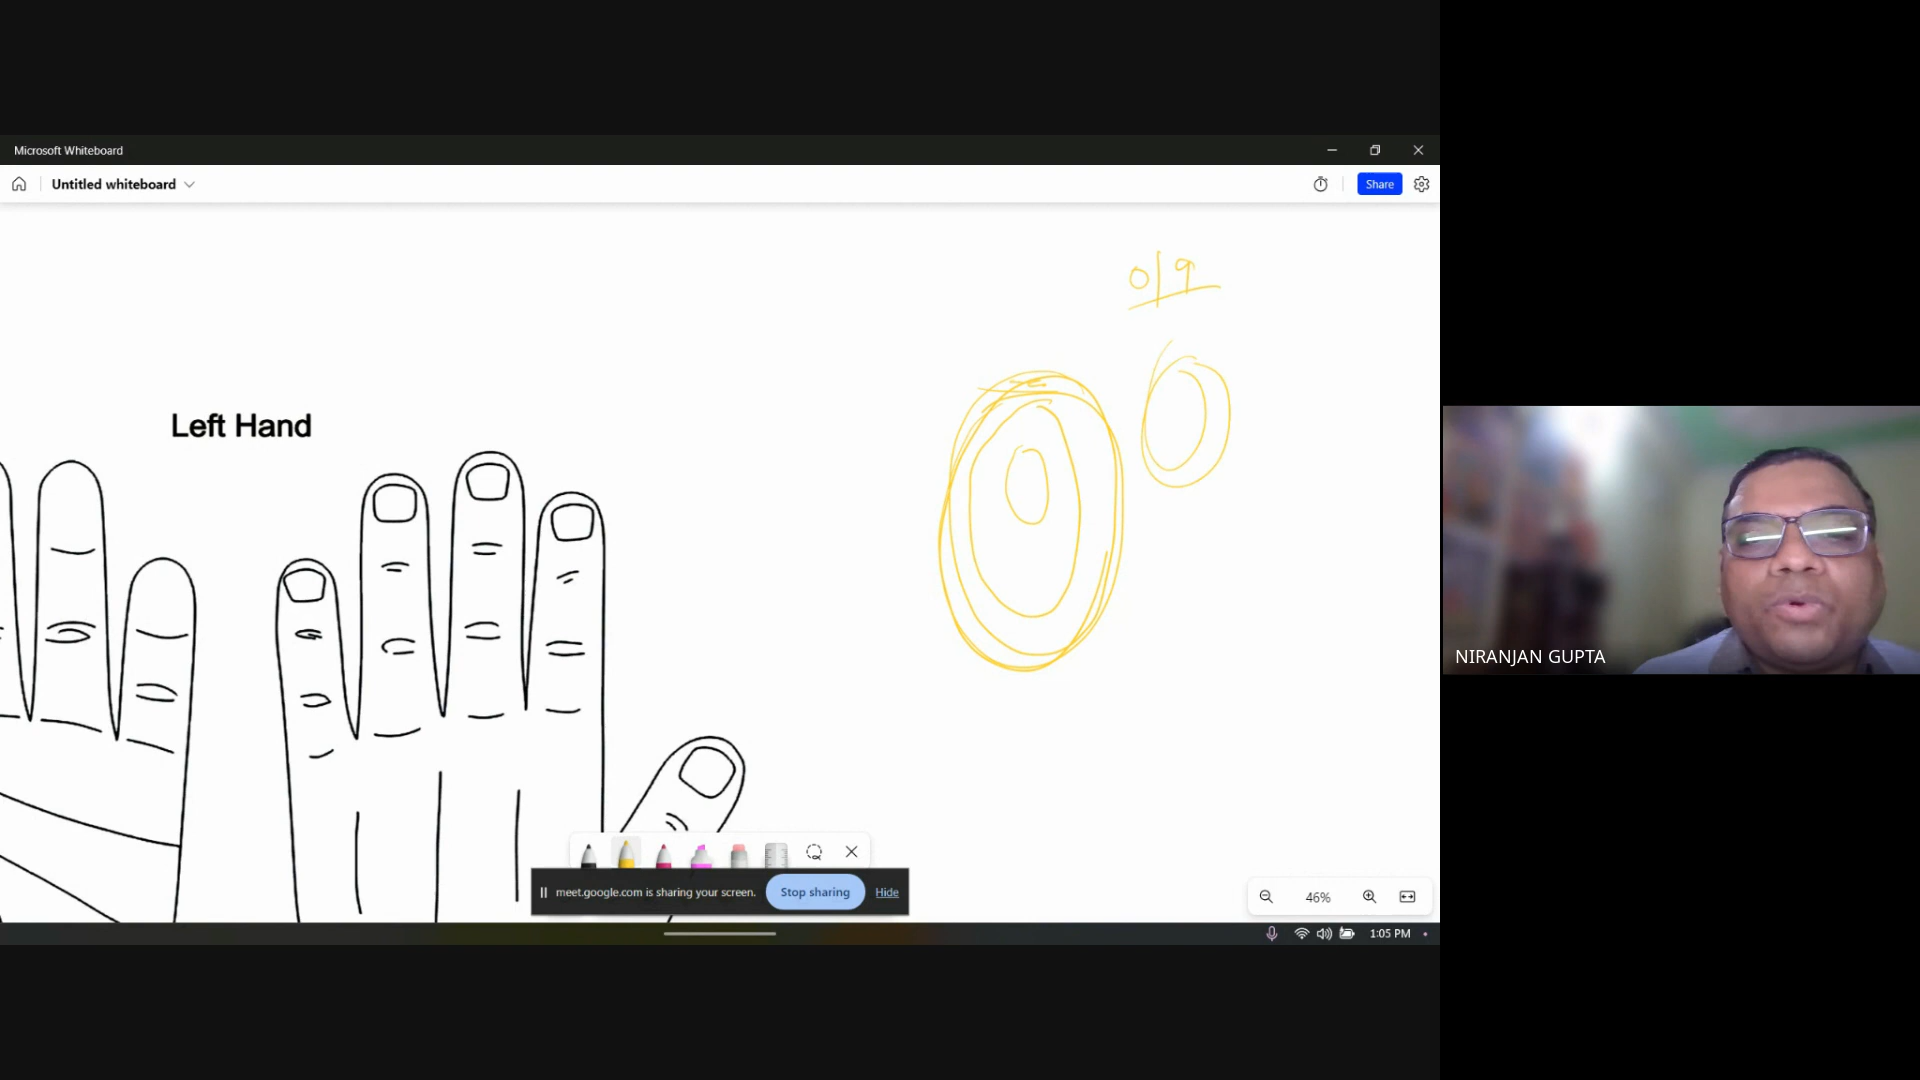 Microsoft Whiteboard
Untitled whiteboard
Share
0|9
Left Hand
meet.google.com is sharing your screen.
Stop sharing
Hide
46%
1:05 PM
NIRANJAN GUPTA